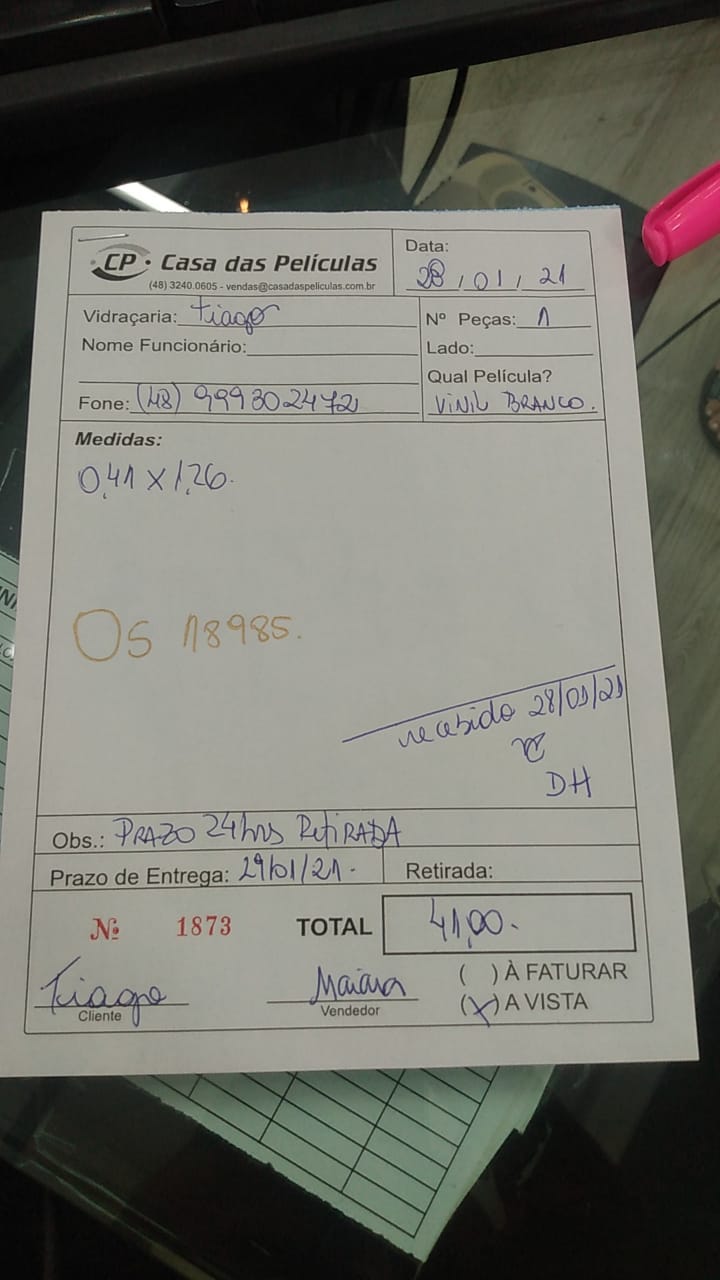 CP · Casa das Películas
(48) 3240.0605 - vendas@casadaspeliculas.com.br
Data:
28 / 01 / 21
Vidraçaria: Tiago
Nome Funcionário:
Fone: (48) 999302472
Nº Peças: 1
Lado:
Qual Película?
VINIL BRANCO.
Medidas:
0,41 x 1,26.
OS 18985.
recebido 28/01/21
DH
Obs.: PRAZO 24hrs RetiRADA
Prazo de Entrega: 29/01/21.
Retirada:
Nº 1873
TOTAL 41,00.
Tiago
Cliente
Maiara
Vendedor
( ) À FATURAR
(X) A VISTA